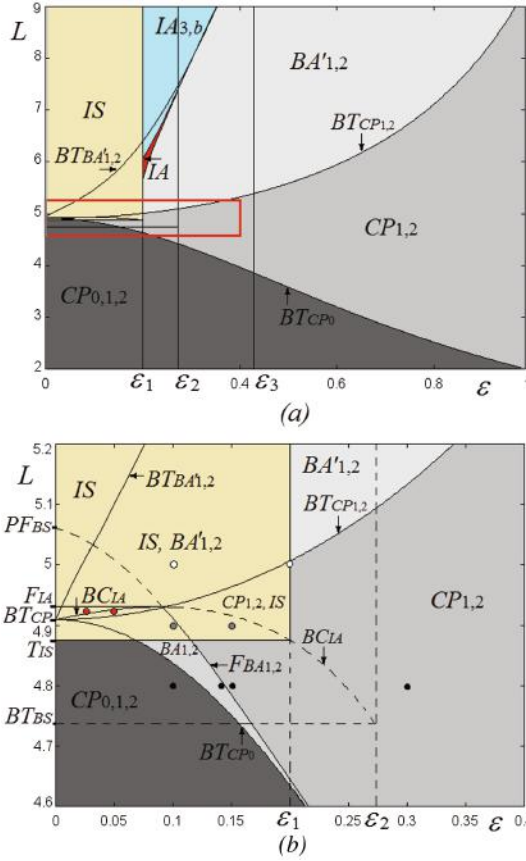 L
9
8
7
6
5
4
3
2
IA3,b
BA'1,2
IS
BTBA'1,2
IA
BTCP1,2
CP1,2
CP0,1,2
BTCP0
0 ε1 ε2 0.4 ε3 0.6 0.8 ε
(a)
L
5.2
5.1
5
4.9
4.8
4.7
4.6
PFBS
FIA
BTCP
TIS
BTBS
IS
BTBA'1,2
BA'1,2
BTCP1,2
IS, BA'1,2
BCIA
CP1,2, IS
CP1,2
BCIA
BA1,2
FBA1,2
CP0,1,2
BTCP0
0 0.05 0.1 0.15 ε1 0.25 ε2 0.3 0.35 ε
(b)